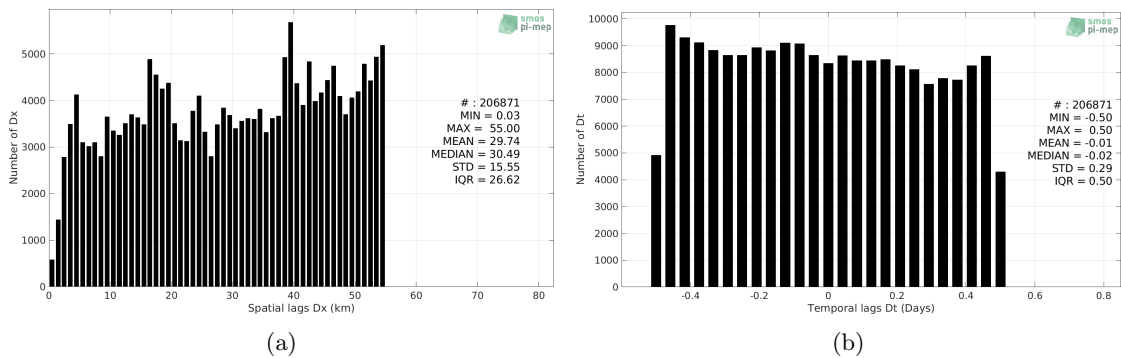 smos
pi-mep
5000
4000
3000
2000
1000
0
Number of Dx
# : 206871
MIN = 0.03
MAX = 55.00
MEAN = 29.74
MEDIAN = 30.49
STD = 15.55
IQR = 26.62
0 10 20 30 40 50 60 70 80
Spatial lags Dx (km)
(a)
smos
pi-mep
10000
9000
8000
7000
6000
5000
4000
3000
2000
1000
0
Number of Dt
# : 206871
MIN = -0.50
MAX = 0.50
MEAN = -0.01
MEDIAN = -0.02
STD = 0.29
IQR = 0.50
-0.4 -0.2 0 0.2 0.4 0.6 0.8
Temporal lags Dt (Days)
(b)